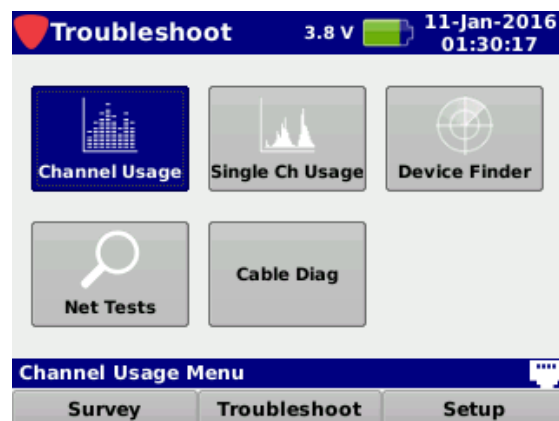 Troubleshoot 3.8 V 11-Jan-2016
01:30:17
Channel Usage Single Ch Usage Device Finder
Net Tests Cable Diag
Channel Usage Menu
Survey Troubleshoot Setup